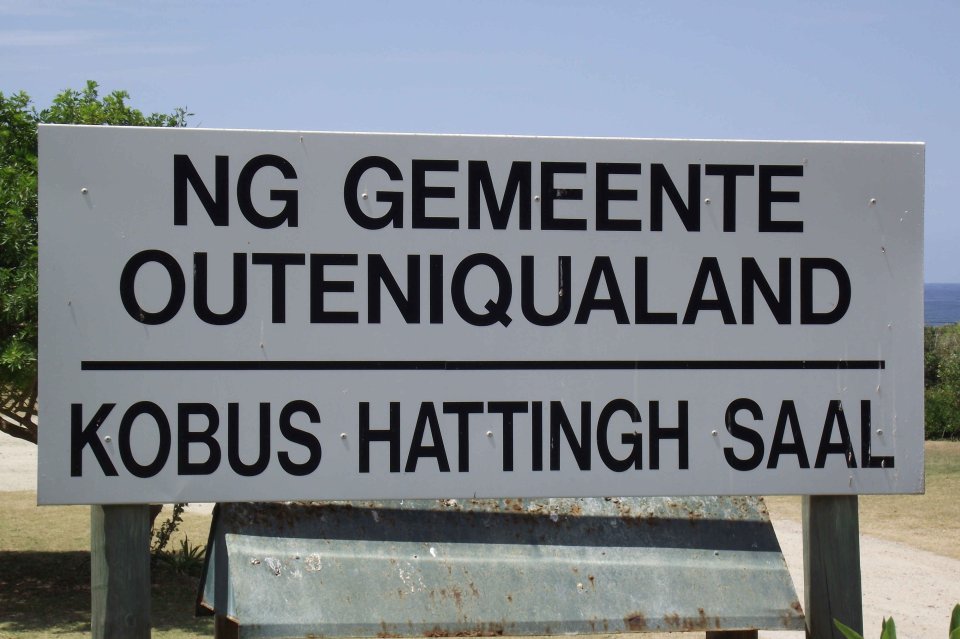 NG GEMEENTE
OUTENIQUALAND
KOBUS HATTINGH SAAL